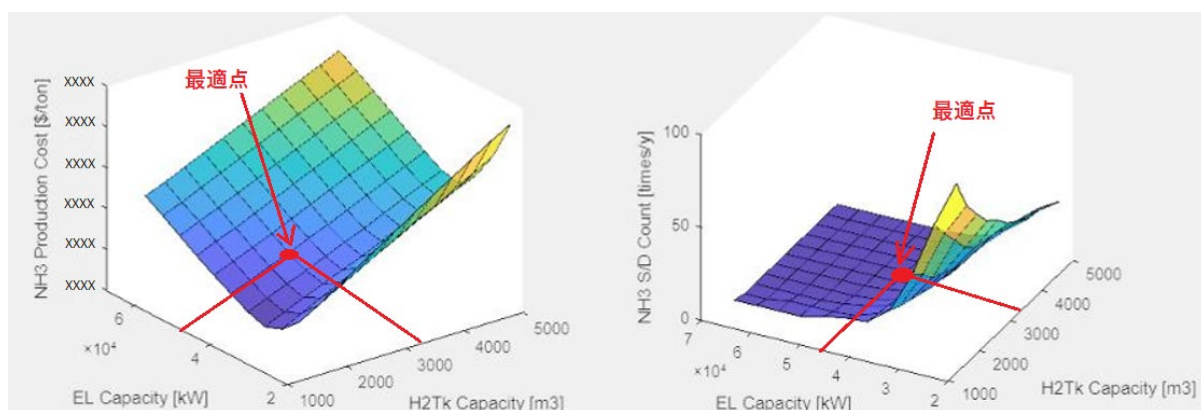 最適点
NH3 Production Cost [$/ton]
XXXX
XXXX
XXXX
XXXX
XXXX
XXXX
6
×10⁴
4
2
EL Capacity [kW]
1000
2000
3000
4000
5000
H2Tk Capacity [m3]
最適点
NH3 S/D Count [times/y]
100
50
0
7
×10⁴
6
5
4
3
2
EL Capacity [kW]
1000
2000
3000
4000
5000
H2Tk Capacity [m3]